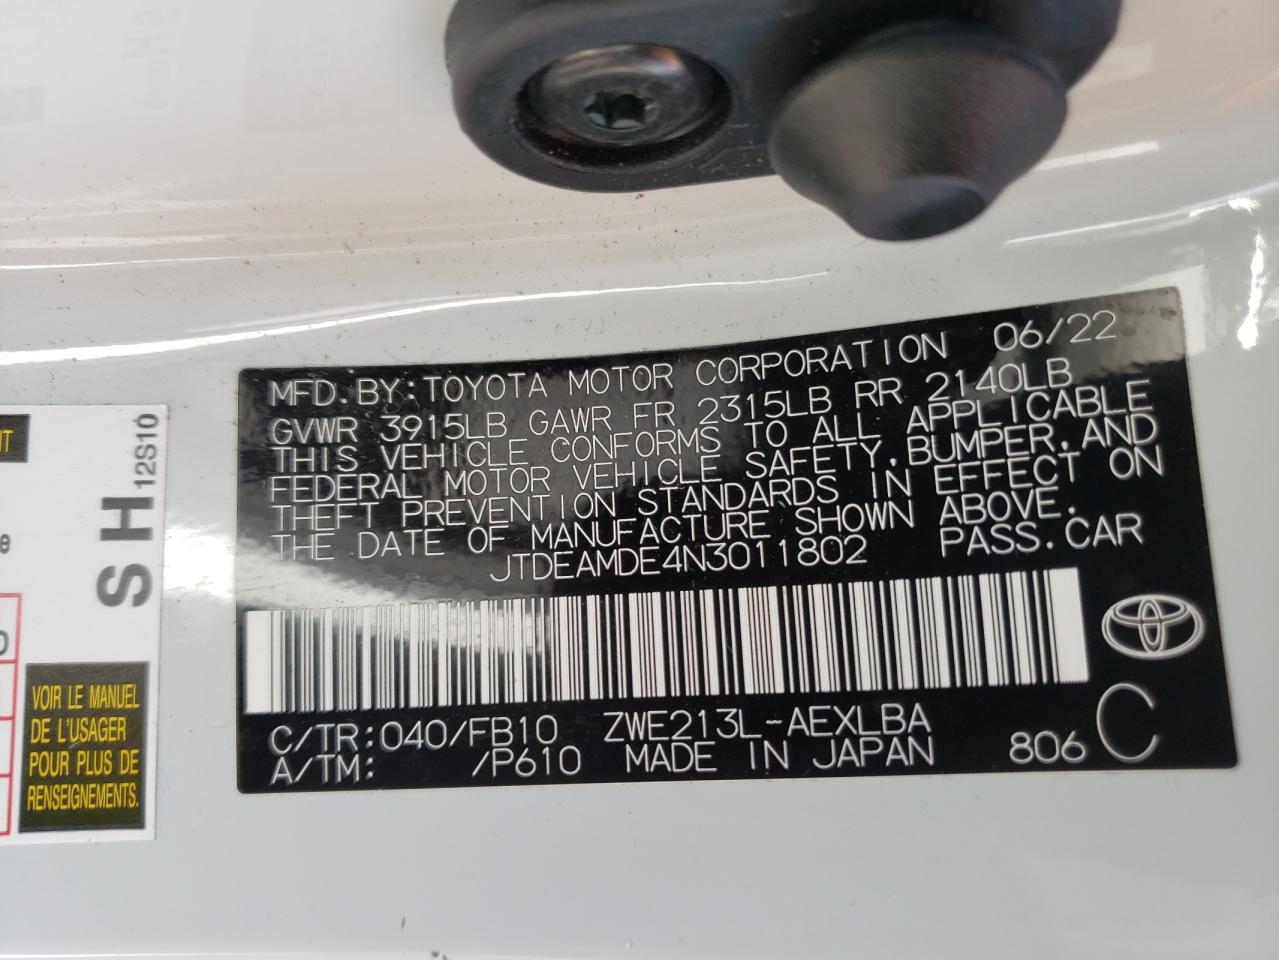 MFD. BY: TOYOTA MOTOR CORPORATION 06/22
GVWR 3915LB GAWR FR 2315LB RR 2140LB
THIS VEHICLE CONFORMS TO ALL APPLICABLE
FEDERAL MOTOR VEHICLE SAFETY, BUMPER, AND
THEFT PREVENTION STANDARDS IN EFFECT ON
THE DATE OF MANUFACTURE SHOWN ABOVE.
JTDEAMDE4N3011802 PASS. CAR
C/TR: 040/FB10 ZWE213L-AEXLBA
A/TM: /P610 MADE IN JAPAN 806 C
SH
12S10
VOIR LE MANUEL
DE L'USAGER
POUR PLUS DE
RENSEIGNEMENTS.